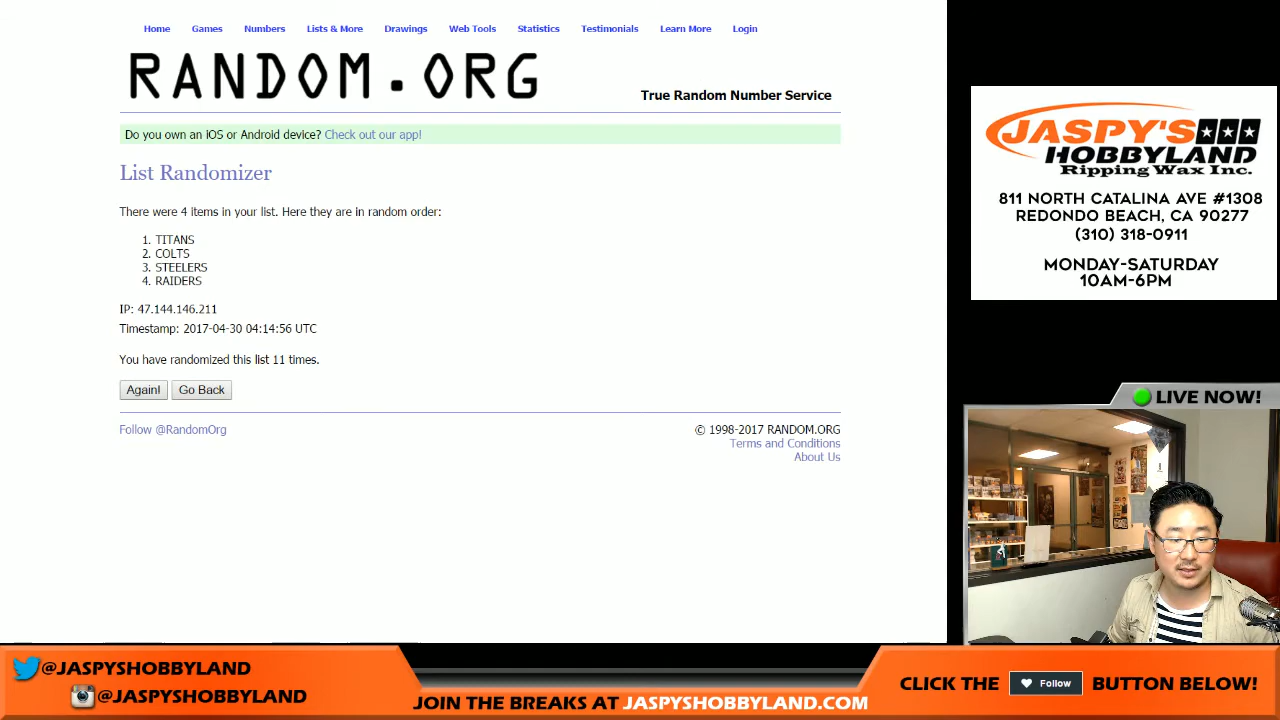 Home Games Numbers Lists & More Drawings Web Tools Statistics Testimonials Learn More Login
RANDOM.ORG
True Random Number Service
Do you own an iOS or Android device? Check out our app!
List Randomizer
There were 4 items in your list. Here they are in random order:
1. TITANS
2. COLTS
3. STEELERS
4. RAIDERS
IP: 47.144.146.211
Timestamp: 2017-04-30 04:14:56 UTC
You have randomized this list 11 times.
Again! Go Back
Follow @RandomOrg
© 1998-2017 RANDOM.ORG
Terms and Conditions
About Us
JASPY'S
HOBBYLAND
Ripping Wax Inc.
811 NORTH CATALINA AVE #1308
REDONDO BEACH, CA 90277
(310) 318-0911
MONDAY-SATURDAY
10AM-6PM
LIVE NOW!
@JASPYSHOBBYLAND
@JASPYSHOBBYLAND
JOIN THE BREAKS AT JASPYSHOBBYLAND.COM
CLICK THE Follow BUTTON BELOW!